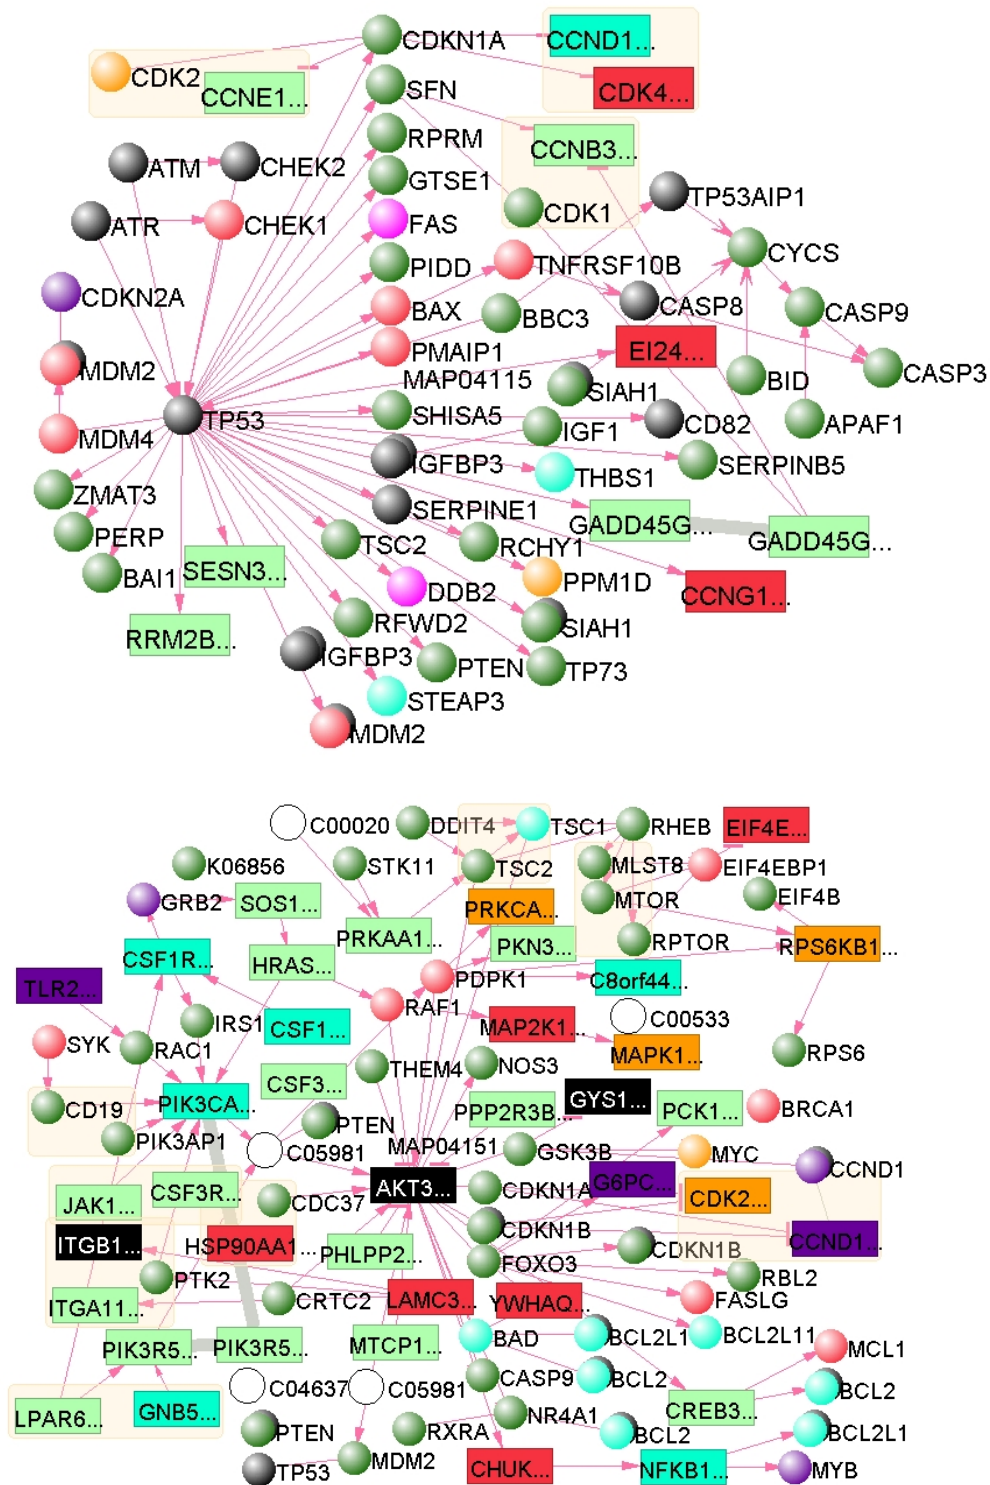 CDKN1A
CCND1...
CDK2
CCNE1...
CDK4...
SFN
RPRM
CCNB3...
ATM
CHEK2
GTSE1
TP53AIP1
CDK1
ATR
CHEK1
FAS
CYCS
PIDD
TNFRSF10B
CDKN2A
BAX
BBC3
CASP8
CASP9
PMAIP1
EI24...
MDM2
MAP04115
SIAH1
BID
CASP3
TP53
SHISA5
CD82
APAF1
MDM4
IGF1
IGFBP3
SERPINB5
THBS1
ZMAT3
SERPINE1
GADD45G...
PERP
TSC2
RCHY1
GADD45G...
BAI1
SESN3...
DDB2
PPM1D
CCNG1...
RRM2B...
RFWD2
SIAH1
IGFBP3
PTEN
TP73
STEAP3
MDM2
C00020
DDIT4
TSC1
RHEB
EIF4E...
K06856
STK11
TSC2
MLST8
EIF4EBP1
GRB2
SOS1...
PRKCA...
MTOR
EIF4B
PRKAA1...
PKN3...
RPTOR
RPS6KB1...
CSF1R...
HRAS...
PDPK1
C8orf44...
TLR2...
RAF1
IRS1
CSF1...
MAP2K1...
C00533
SYK
RAC1
MAPK1...
RPS6
THEM4
NOS3
CSF3...
CD19
PIK3CA...
GYS1...
PCK1...
BRCA1
PPP2R3B...
PTEN
PIK3AP1
C05981
MAP04151
GSK3B
MYC
CCND1
AKT3...
G6PC...
JAK1...
CSF3R...
CDC37
CDKN1A
CDK2...
ITGB1...
HSP90AA1...
PHLPP2...
CDKN1B
CDKN1B
CCND1...
FOXO3
PTK2
RBL2
ITGA11...
CRTC2
LAMC3...
YWHAQ...
FASLG
PIK3R5...
PIK3R5...
MTCP1...
BAD
BCL2L1
BCL2L11
MCL1
C04637
C05981
CASP9
BCL2
BCL2
LPAR6...
GNB5...
NR4A1
CREB3...
PTEN
RXRA
BCL2
BCL2L1
TP53
MDM2
CHUK...
NFKB1...
MYB